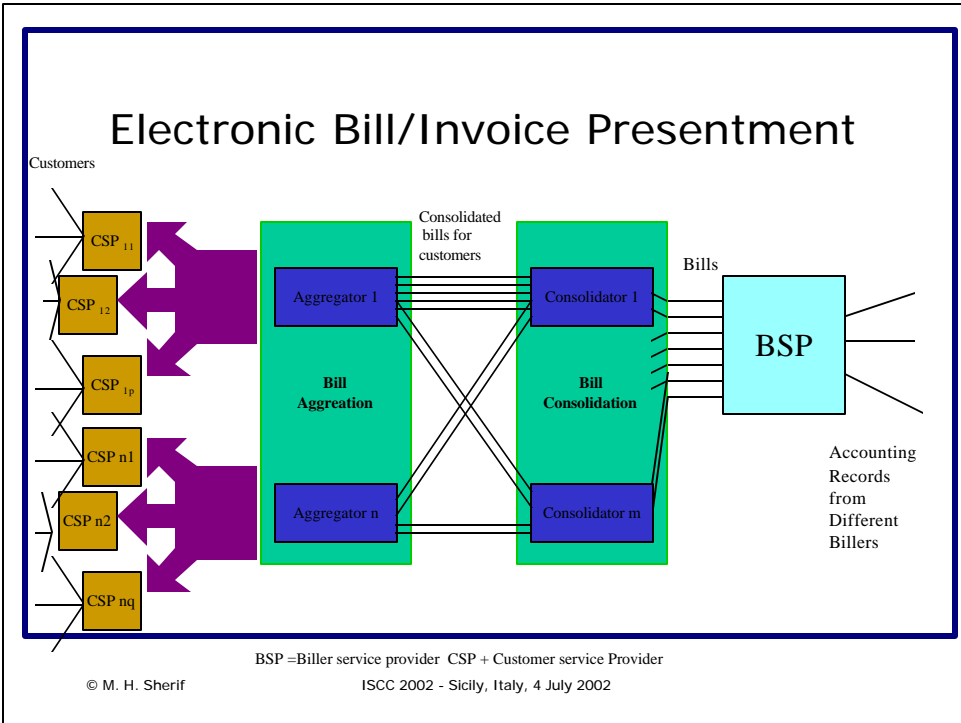 Electronic Bill/Invoice Presentment
Customers
CSP 11
CSP 12
CSP 1p
CSP n1
CSP n2
CSP nq
Aggregator 1
Bill
Aggreation
Aggregator n
Consolidated
bills for
customers
Consolidator 1
Bill
Consolidation
Consolidator m
Bills
BSP
Accounting
Records
from
Different
Billers
BSP =Biller service provider CSP + Customer service Provider
© M. H. Sherif
ISCC 2002 - Sicily, Italy, 4 July 2002